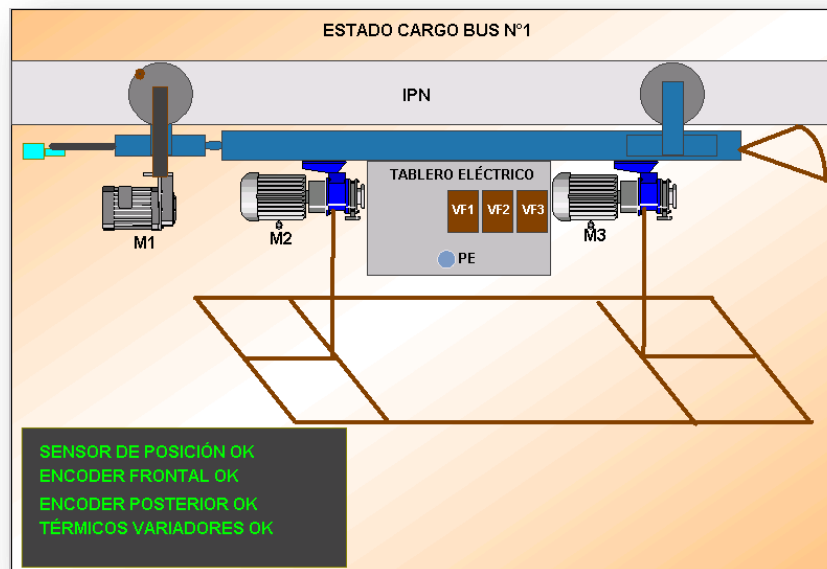 ESTADO CARGO BUS N°1
IPN
TABLERO ELÉCTRICO
VF1 VF2 VF3
M1
M2
M3
PE
SENSOR DE POSICIÓN OK
ENCODER FRONTAL OK
ENCODER POSTERIOR OK
TÉRMICOS VARIADORES OK